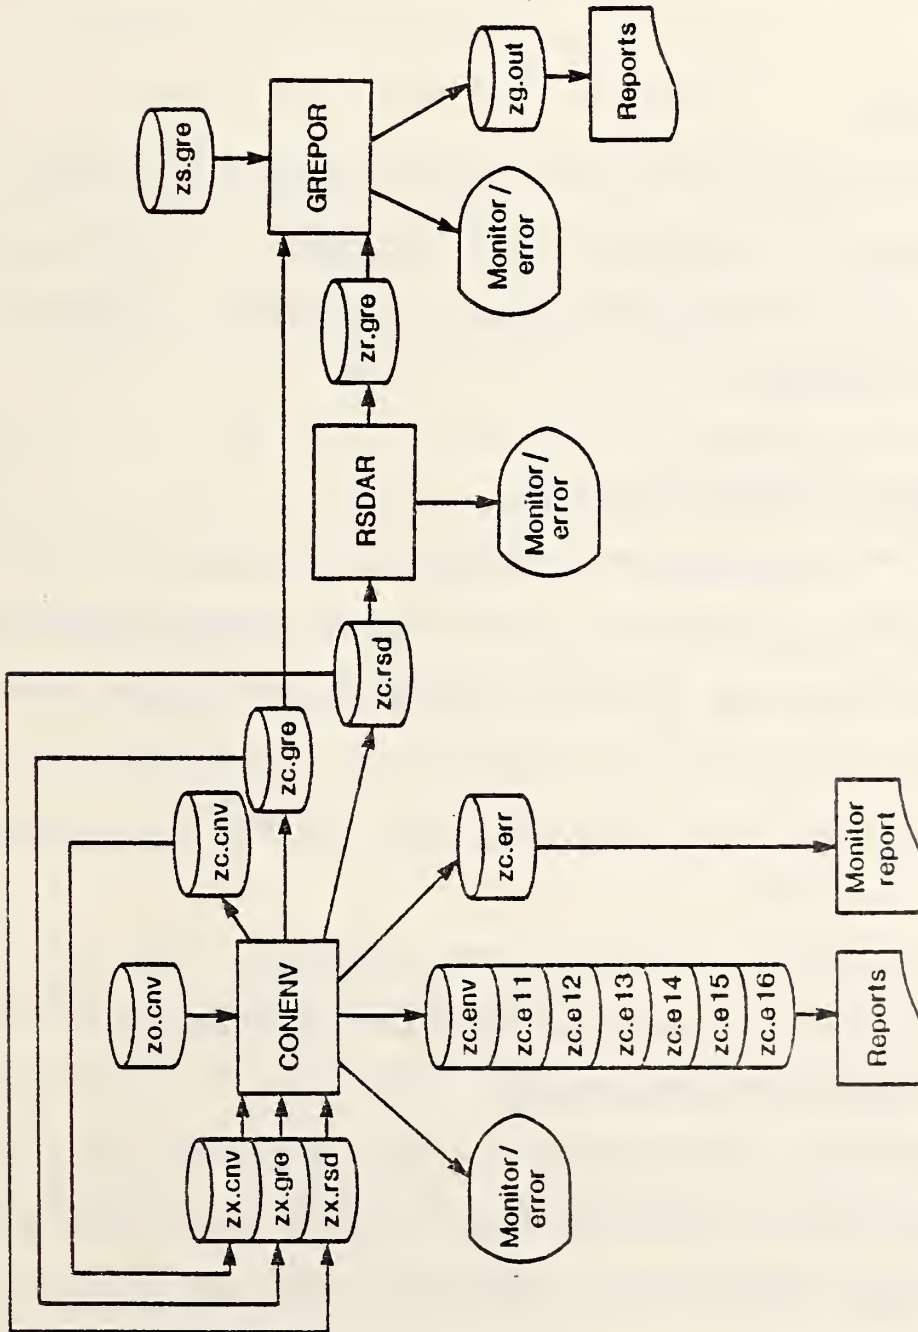 zx.cnv
zx.gre
zx.rsd
zo.cnv
CONENV
zc.cnv
zc.gre
zc.rsd
RSDAR
zr.gre
zs.gre
GREPOR
Monitor/
error
zc.env
zc.e11
zc.e12
zc.e13
zc.e14
zc.e15
zc.e16
Reports
zc.err
Monitor
report
Monitor/
error
Monitor/
error
zg.out
Reports